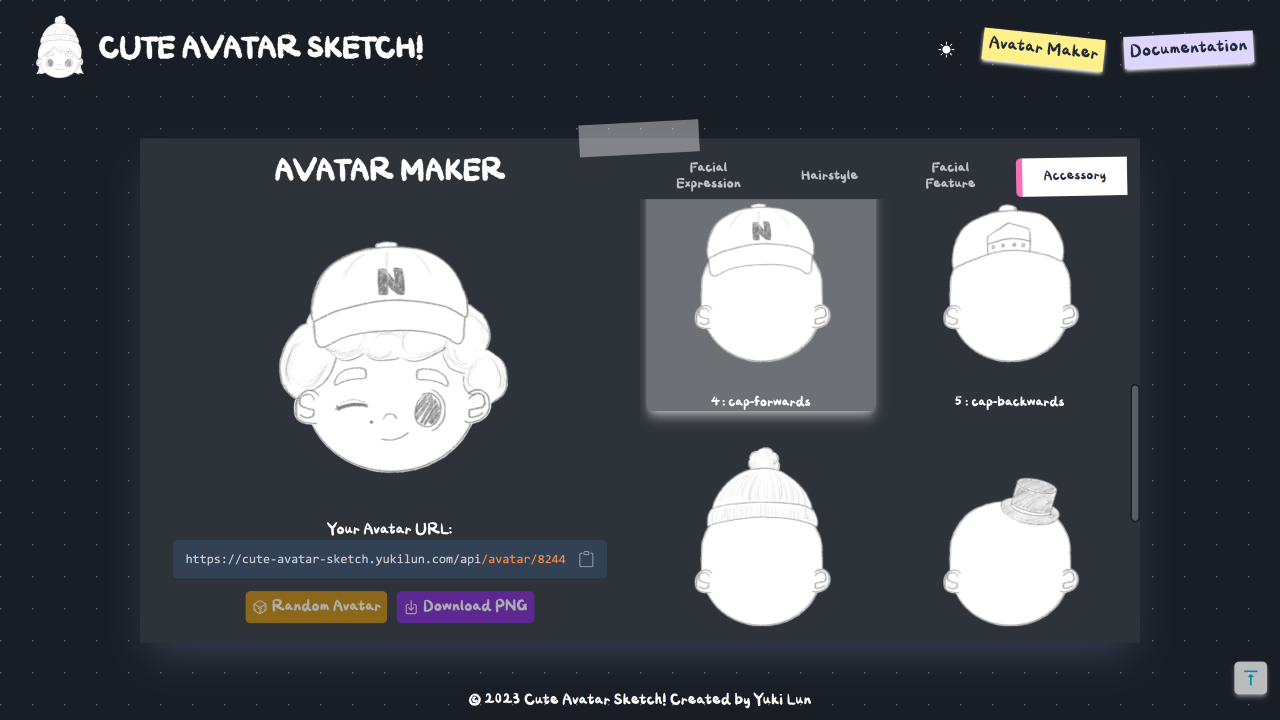 CUTE AVATAR SKETCH!
Avatar Maker
Documentation
AVATAR MAKER
Facial
Expression
Hairstyle
Facial
Feature
Accessory
N
N
4 : cap-forwards
5 : cap-backwards
Your Avatar URL:
https://cute-avatar-sketch.yukilun.com/api/avatar/8244
Random Avatar
Download PNG
© 2023 Cute Avatar Sketch! Created by Yuki Lun